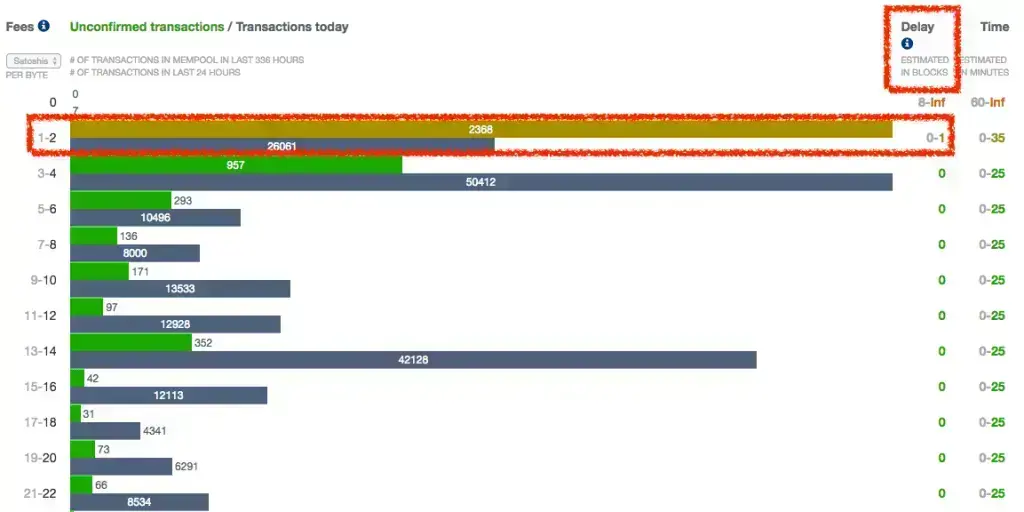 Fees Unconfirmed transactions / Transactions today Delay Time
Satoshis # OF TRANSACTIONS IN MEMPOOL IN LAST 336 HOURS ESTIMATED ESTIMATED
PER BYTE # OF TRANSACTIONS IN LAST 24 HOURS IN BLOCKS IN MINUTES
0
0 8-Inf 60-Inf
7
2368
1-2 0-1 0-35
26061
957
3-4 0 0-25
50412
293
5-6 0 0-25
10496
136
7-8 0 0-25
8000
171
9-10 0 0-25
13533
97
11-12 0 0-25
12928
352
13-14 0 0-25
42128
42
15-16 0 0-25
12113
31
17-18 0 0-25
4341
73
19-20 0 0-25
6291
66
21-22 0 0-25
8534